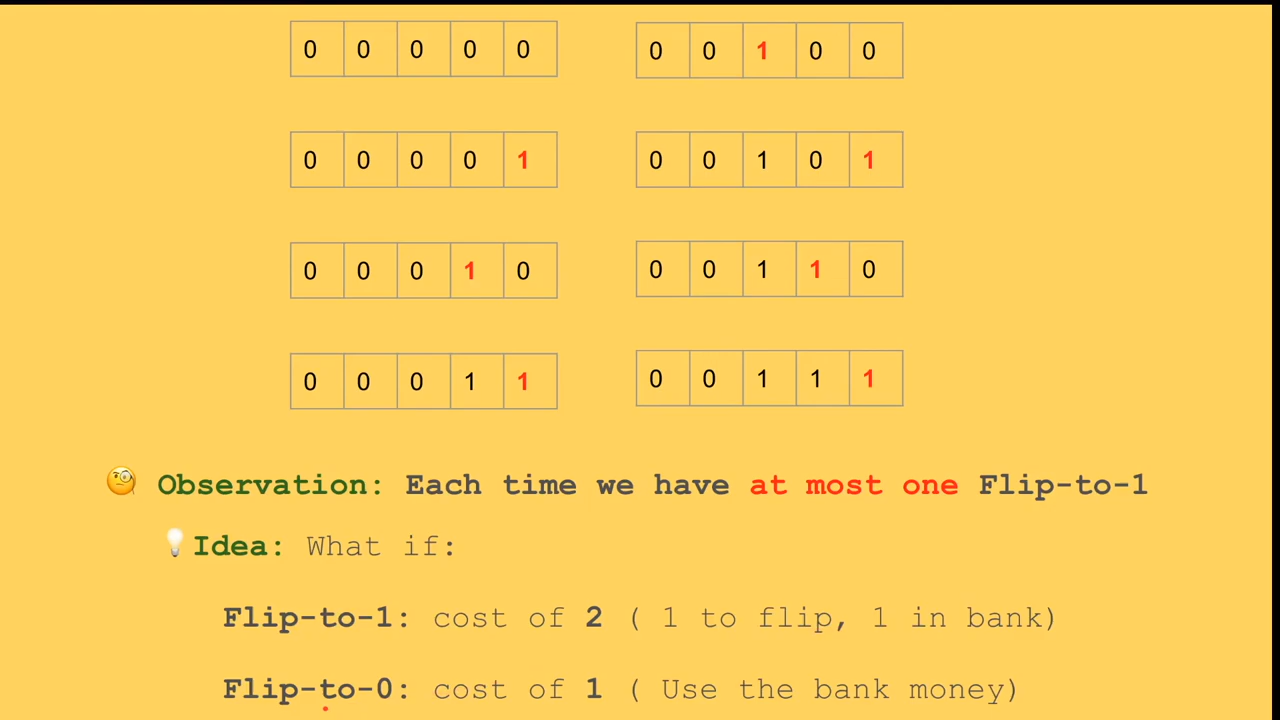 0 0 0 0 0 0 0 1 0 0
0 0 0 0 1 0 0 1 0 1
0 0 0 1 0 0 0 1 1 0
0 0 0 1 1 0 0 1 1 1
🧐 Observation: Each time we have at most one Flip-to-1
💡Idea: What if:
Flip-to-1: cost of 2 ( 1 to flip, 1 in bank)
Flip-to-0: cost of 1 ( Use the bank money)